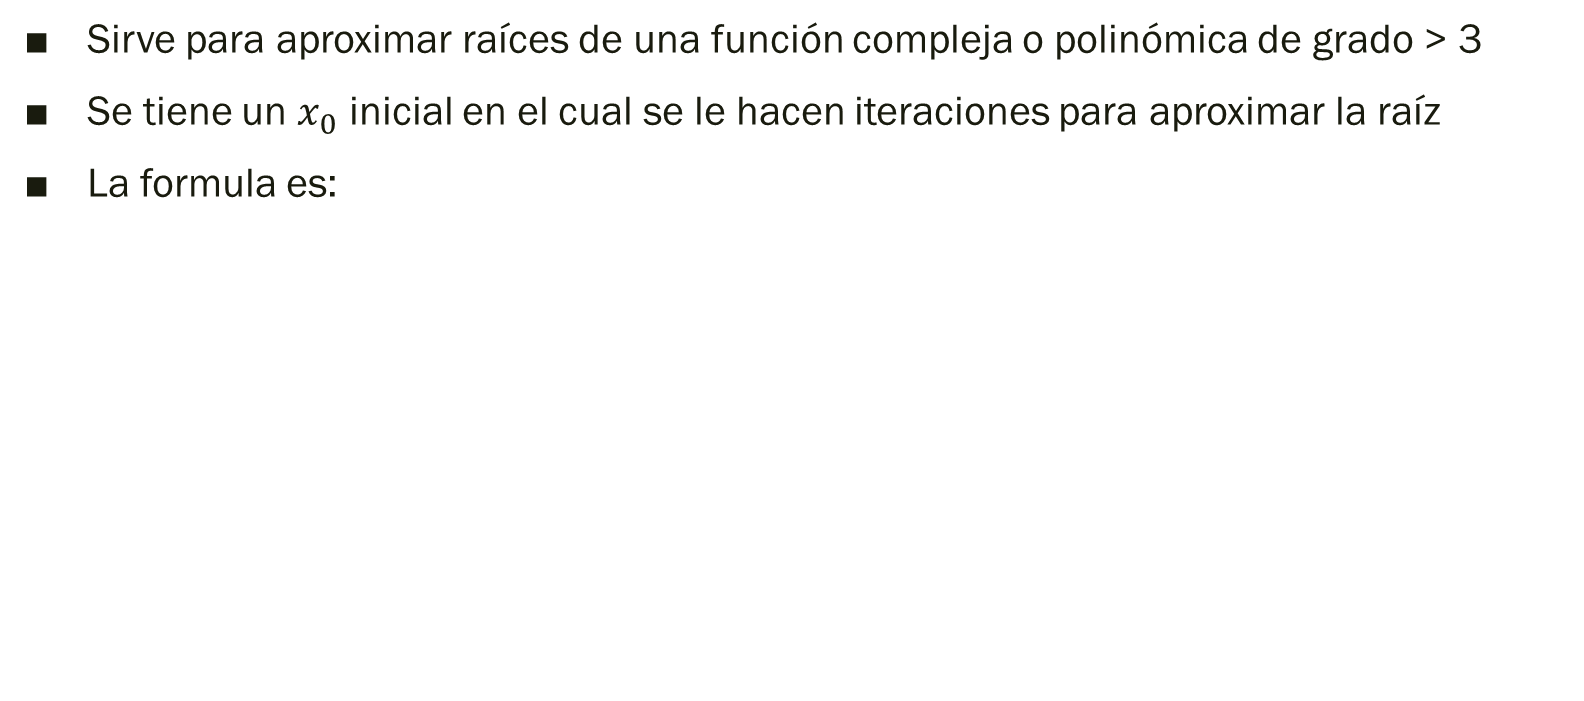 ■ Sirve para aproximar raíces de una función compleja o polinómica de grado > 3
■ Se tiene un x₀ inicial en el cual se le hacen iteraciones para aproximar la raíz
■ La formula es: